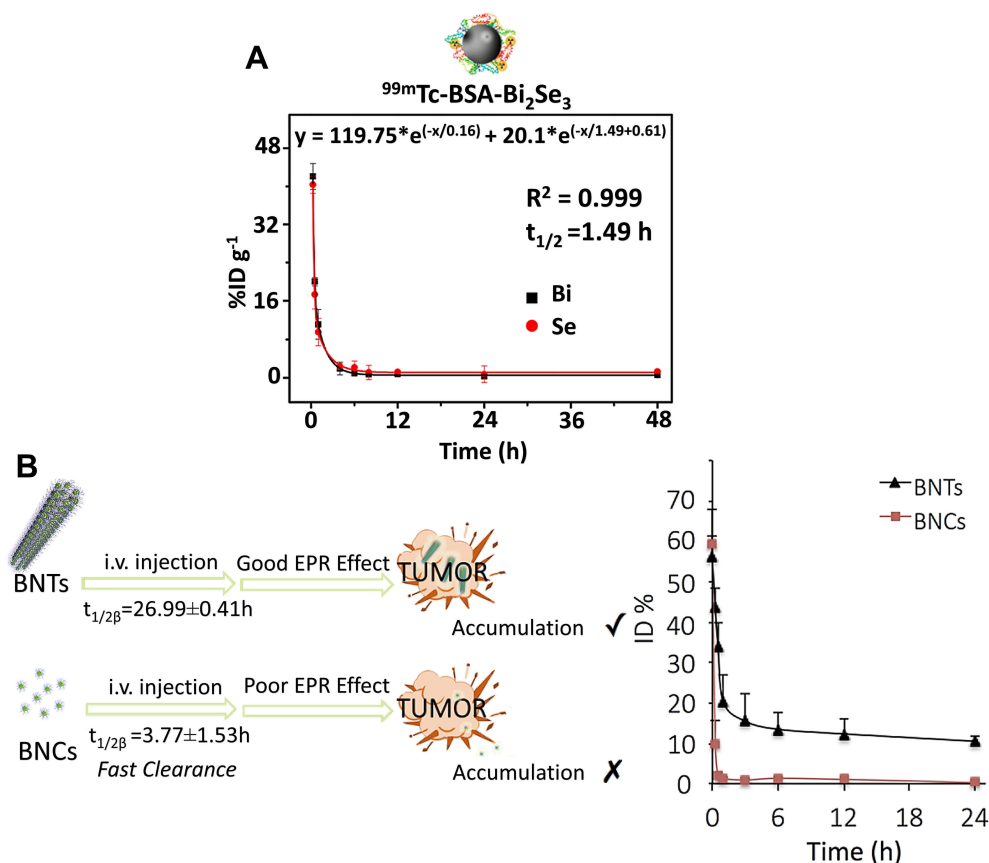 A
⁹⁹ᵐTc-BSA-Bi₂Se₃
y = 119.75*e^(-x/0.16) + 20.1*e^(-x/1.49+0.61)
R² = 0.999
t₁/₂ =1.49 h
Bi
Se
%ID g⁻¹
48
32
16
0
0 12 24 36 48
Time (h)
B
BNTs
i.v. injection
t₁/₂β=26.99±0.41h
Good EPR Effect
TUMOR
Accumulation ✓
BNCs
i.v. injection
t₁/₂β=3.77±1.53h
Fast Clearance
Poor EPR Effect
TUMOR
Accumulation ✗
BNTs
BNCs
ID %
70
60
50
40
30
20
10
0
0 6 12 18 24
Time (h)